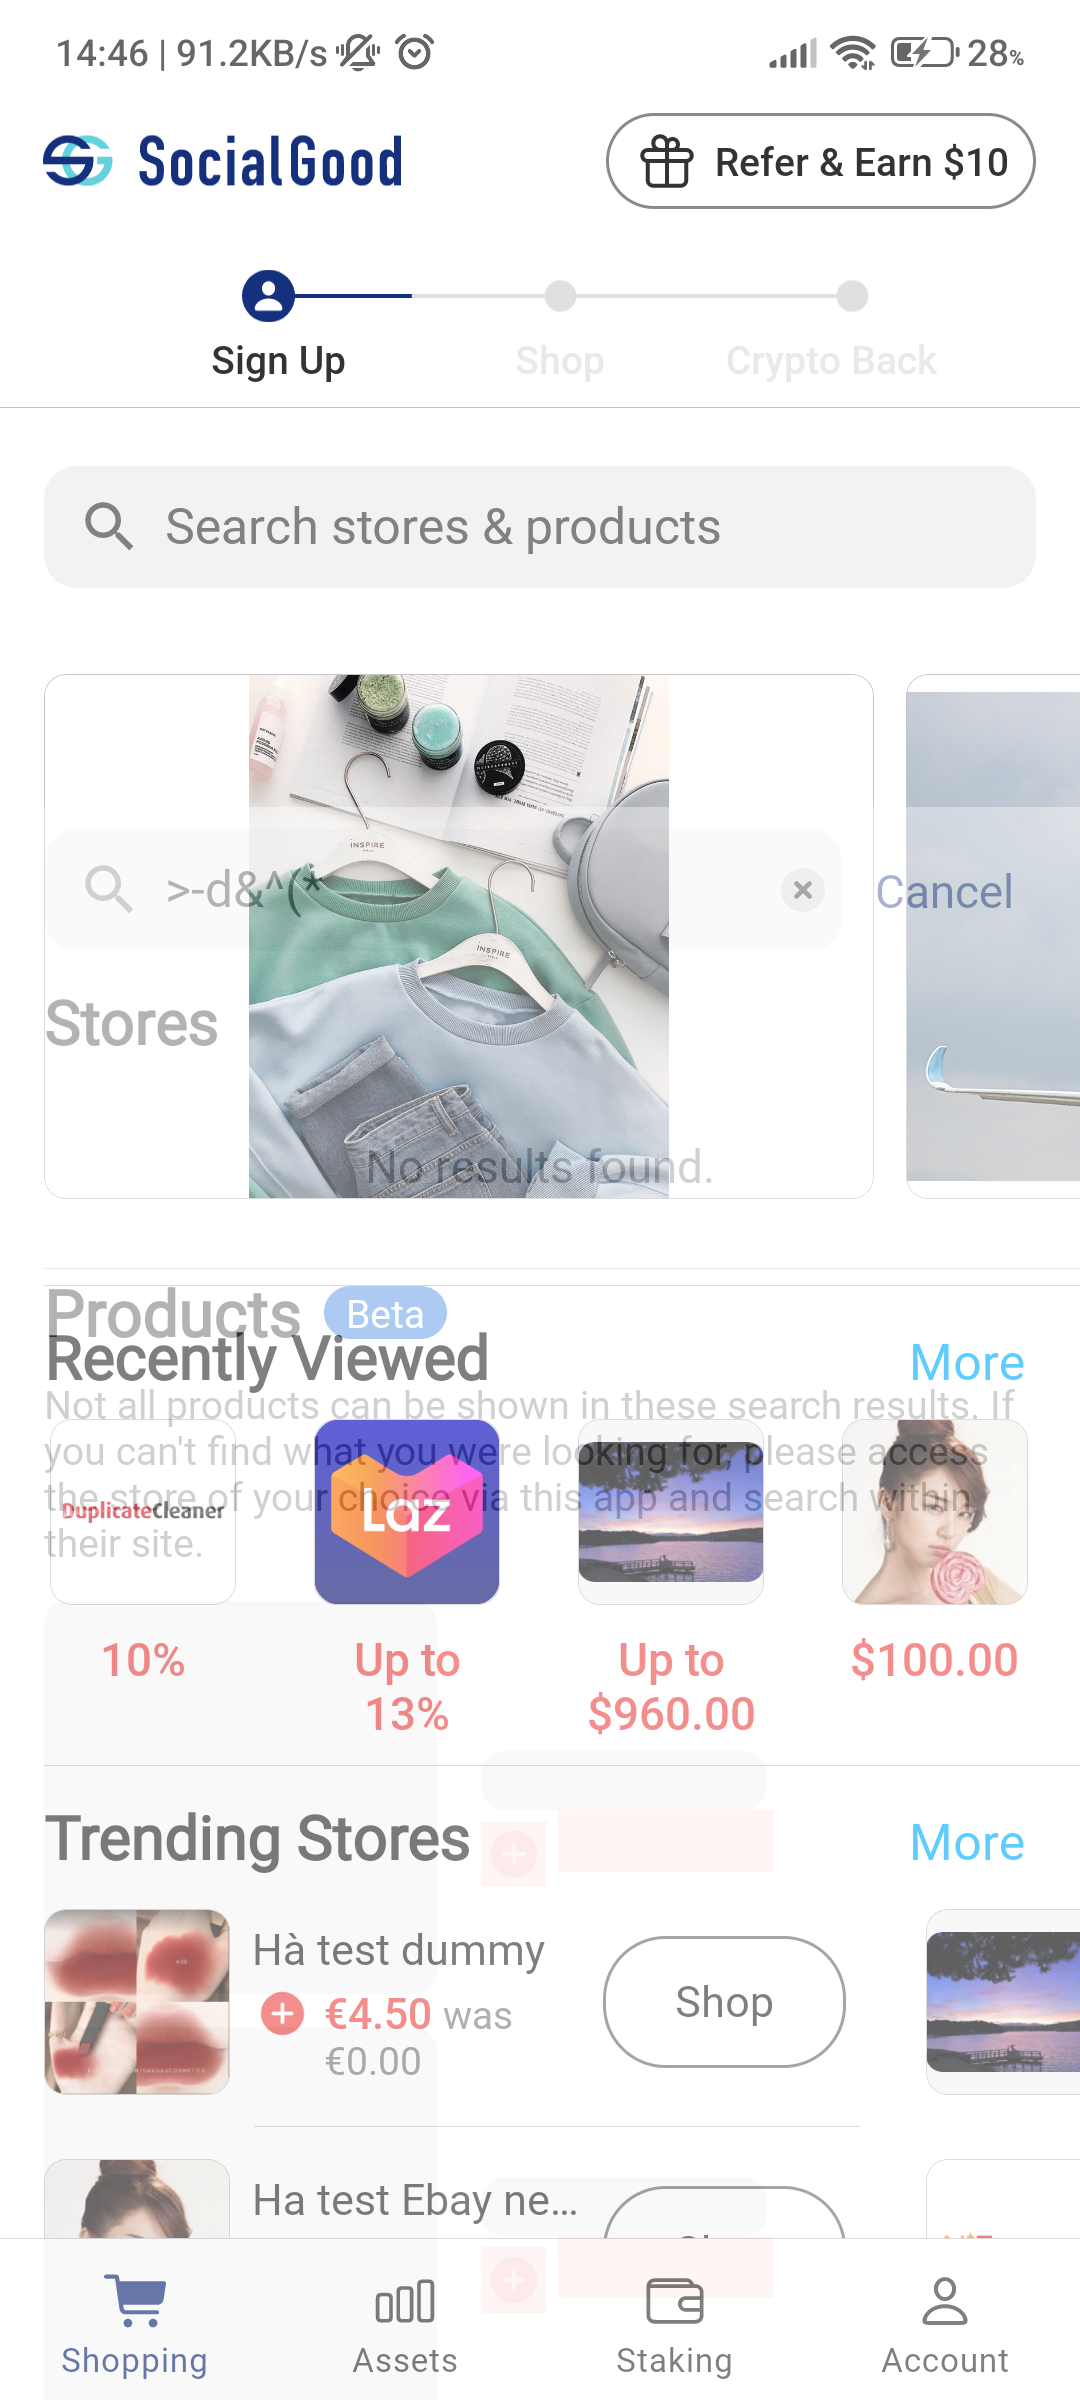 14:46 | 91.2KB/s
28%
SocialGood
Refer & Earn $10
Sign Up
Shop
Crypto Back
Search stores & products
INSPIRE
INSPIRE
>-d&^(*
Cancel
Stores
No results found.
Products
Beta
Recently Viewed
More
Not all products can be shown in these search results. If
you can't find what you were looking for, please access
the store of your choice via this app and search within
their site.
DuplicateCleaner
Laz
10%
Up to
13%
Up to
$960.00
$100.00
Trending Stores
More
Hà test dummy
€4.50 was
€0.00
Shop
Ha test Ebay ne...
Shopping
Assets
Staking
Account